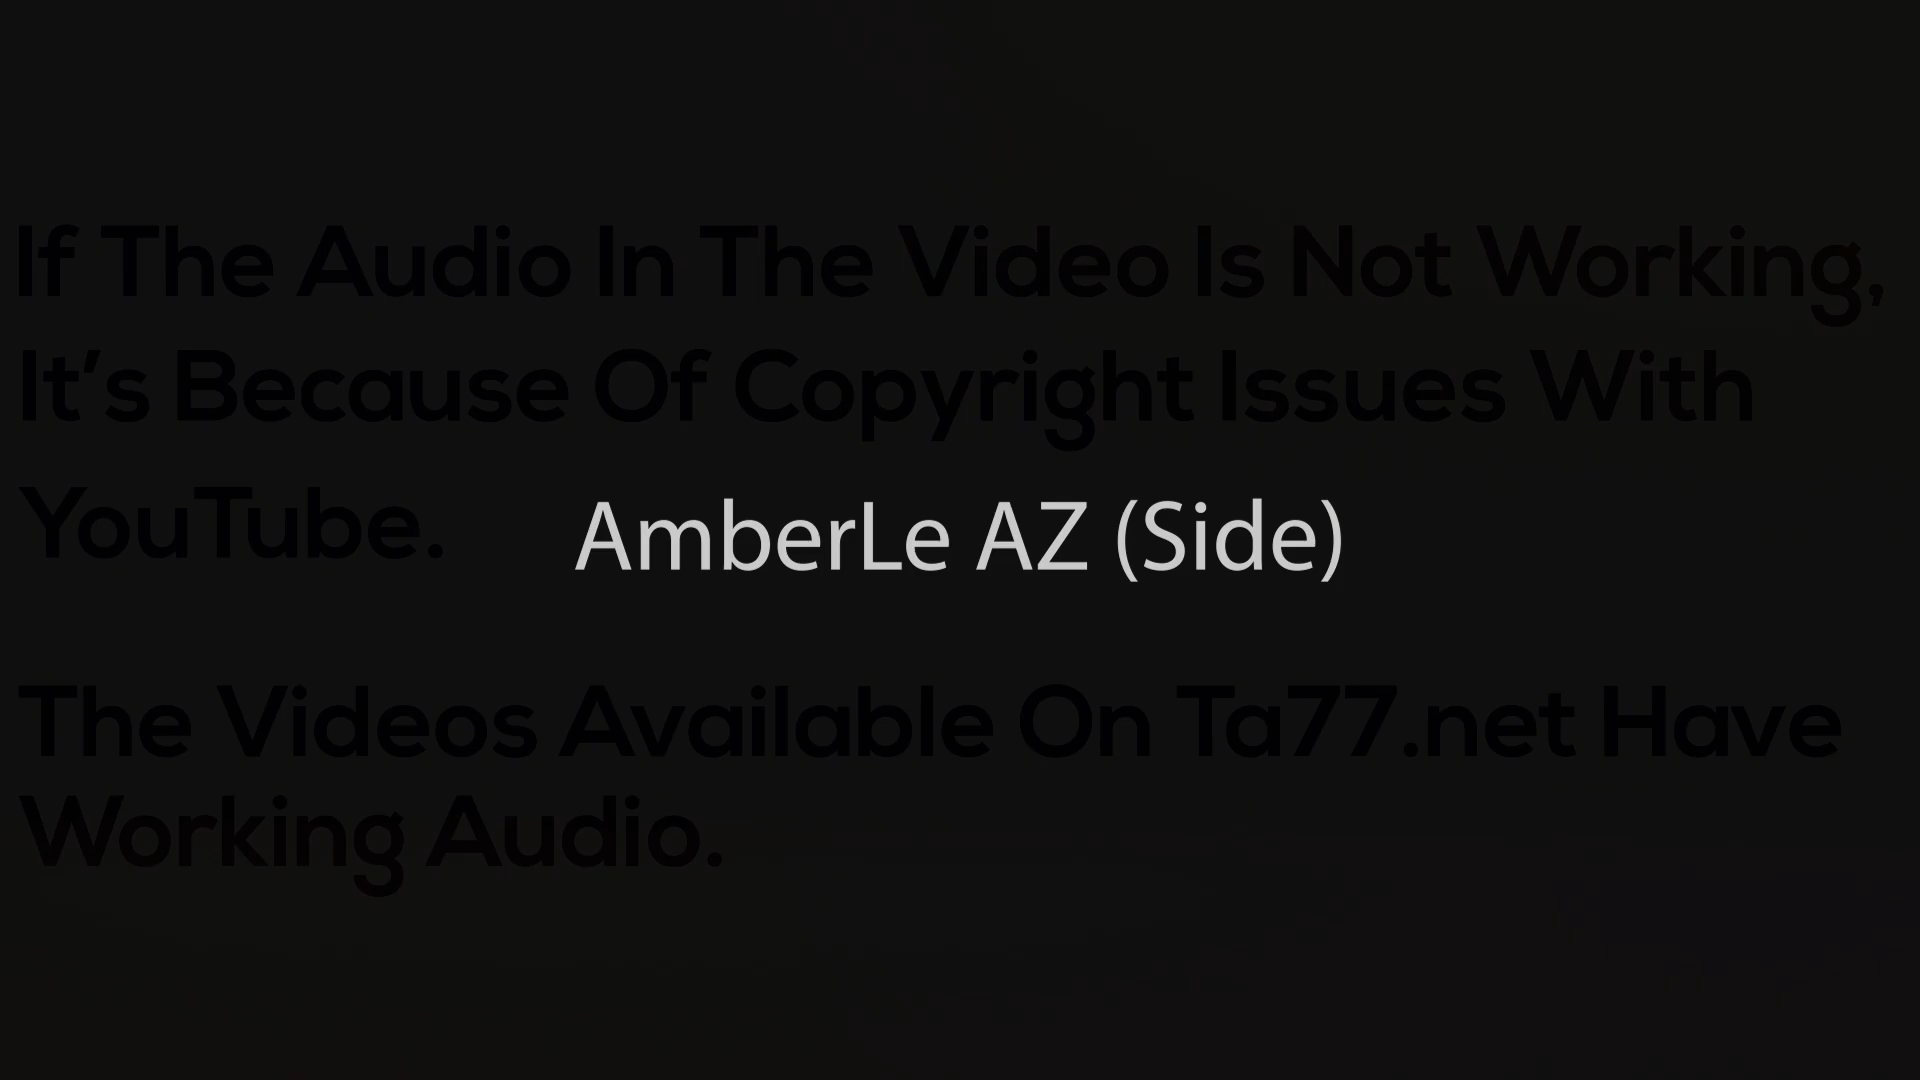 If The Audio In The Video Is Not Working,
It's Because Of Copyright Issues With
YouTube.
AmberLe AZ (Side)
The Videos Available On Ta77.net Have
Working Audio.